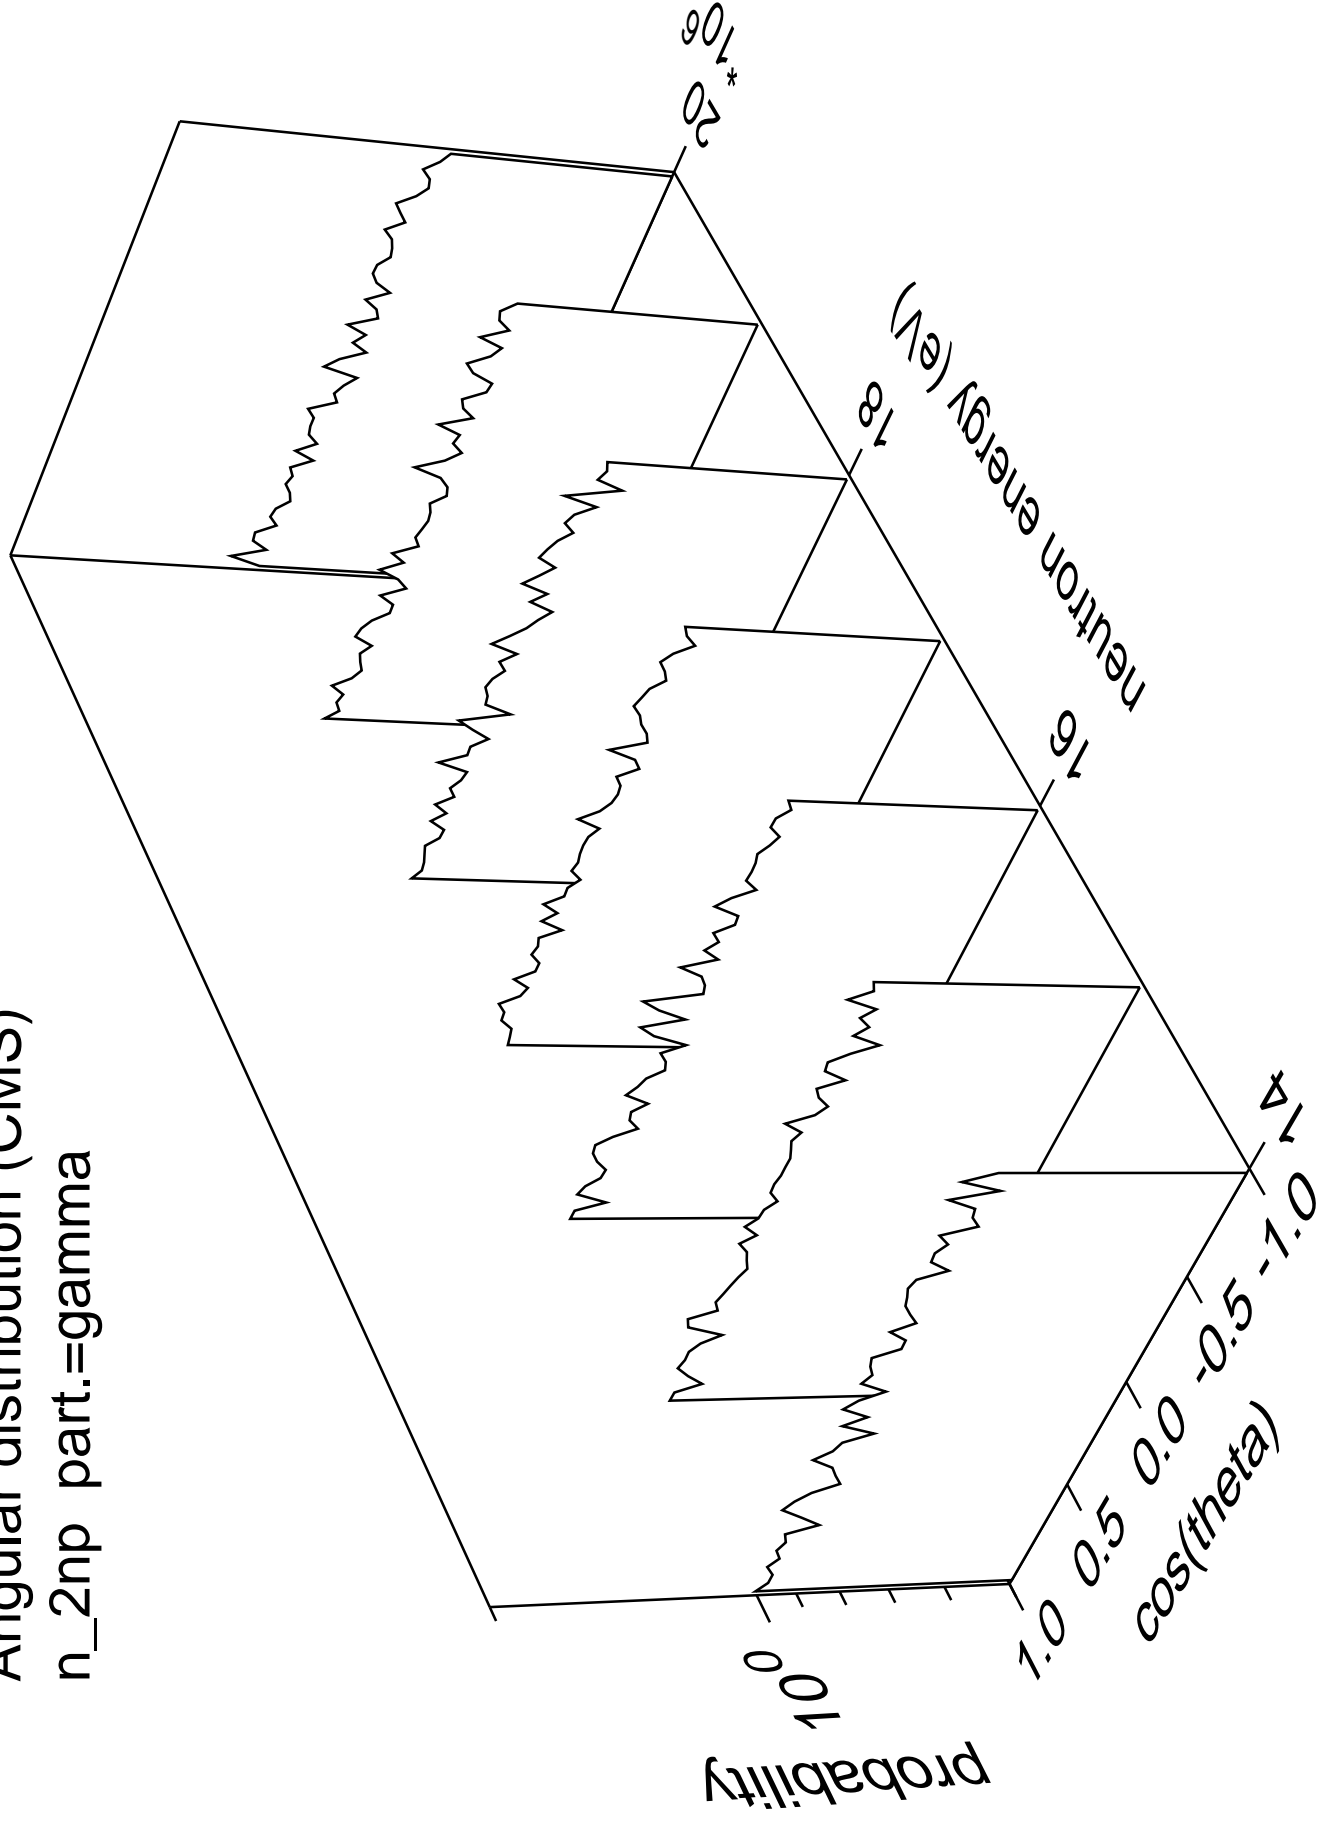 Angular distribution (CMS)
n_2np part.=gamma
probability
10^0
cos(theta)
1.0 0.5 0.0 -0.5 -1.0
neutron energy (eV)
14 16 18 20
*10^6